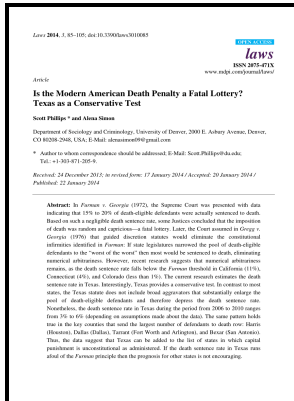 Laws 2014, 3, 85–105; doi:10.3390/laws3010085
OPEN ACCESS
laws
ISSN 2075-471X
www.mdpi.com/journal/laws/
Article
Is the Modern American Death Penalty a Fatal Lottery?
Texas as a Conservative Test
Scott Phillips * and Alena Simon
Department of Sociology and Criminology, University of Denver, 2000 E. Asbury Avenue, Denver,
CO 80208-2948, USA; E-Mail: alenasimon09@gmail.com
* Author to whom correspondence should be addressed; E-Mail: Scott.Phillips@du.edu;
Tel.: +1-303-871-205-9.
Received: 24 December 2013; in revised form: 17 January 2014 / Accepted: 20 January 2014 /
Published: 22 January 2014
Abstract: In Furman v. Georgia (1972), the Supreme Court was presented with data
indicating that 15% to 20% of death-eligible defendants were actually sentenced to death.
Based on such a negligible death sentence rate, some Justices concluded that the imposition
of death was random and capricious—a fatal lottery. Later, the Court assumed in Gregg v.
Georgia (1976) that guided discretion statutes would eliminate the constitutional
infirmities identified in Furman: If state legislatures narrowed the pool of death-eligible
defendants to the "worst of the worst" then most would be sentenced to death, eliminating
numerical arbitrariness. However, recent research suggests that numerical arbitrariness
remains, as the death sentence rate falls below the Furman threshold in California (11%),
Connecticut (4%), and Colorado (less than 1%). The current research estimates the death
sentence rate in Texas. Interestingly, Texas provides a conservative test. In contrast to most
states, the Texas statute does not include broad aggravators that substantially enlarge the
pool of death-eligible defendants and therefore depress the death sentence rate.
Nonetheless, the death sentence rate in Texas during the period from 2006 to 2010 ranges
from 3% to 6% (depending on assumptions made about the data). The same pattern holds
true in the key counties that send the largest number of defendants to death row: Harris
(Houston), Dallas (Dallas), Tarrant (Fort Worth and Arlington), and Bexar (San Antonio).
Thus, the data suggest that Texas can be added to the list of states in which capital
punishment is unconstitutional as administered. If the death sentence rate in Texas runs
afoul of the Furman principle then the prognosis for other states is not encouraging.